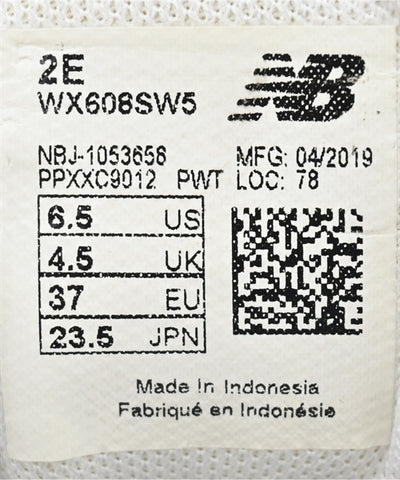 2E
WX608SW5
NB
NBJ-1053658 MFG: 04/2019
PPXXC9012 PWT LOC: 78
6.5 US
4.5 UK
37 EU
23.5 JPN
Made In Indonesia
Fabriqué en Indonésie